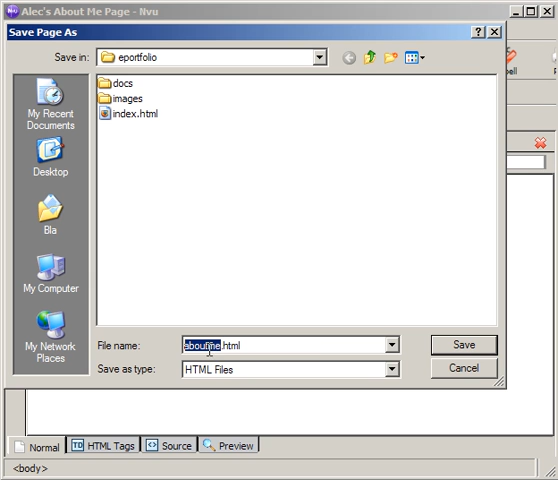 Alec's About Me Page - Nvu
Save Page As
Save in:
eportfolio
docs
images
index.html
My Recent
Documents
Desktop
Bla
My Computer
My Network
Places
File name:
aboutme.html
Save
Save as type:
HTML Files
Cancel
Normal
TD HTML Tags
Source
Preview
<body>